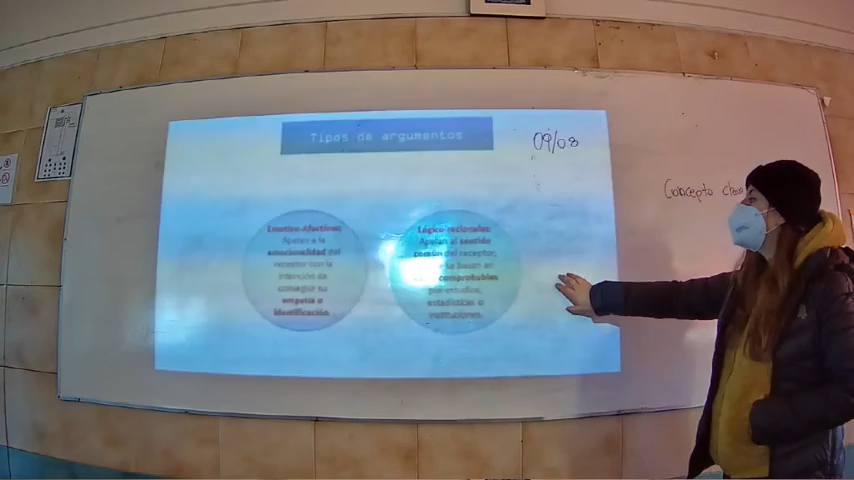 Tipos de argumentos
09/08
Concepto
Emotivo-Afectivos:
Apelan a la
emocionalidad del
receptor con la
intención de
conseguir su
empatía o
identificación.
Lógico-racionales:
Apelan al sentido
común del receptor,
se basan en
comprobables
por estudios,
estadísticas o
instituciones.